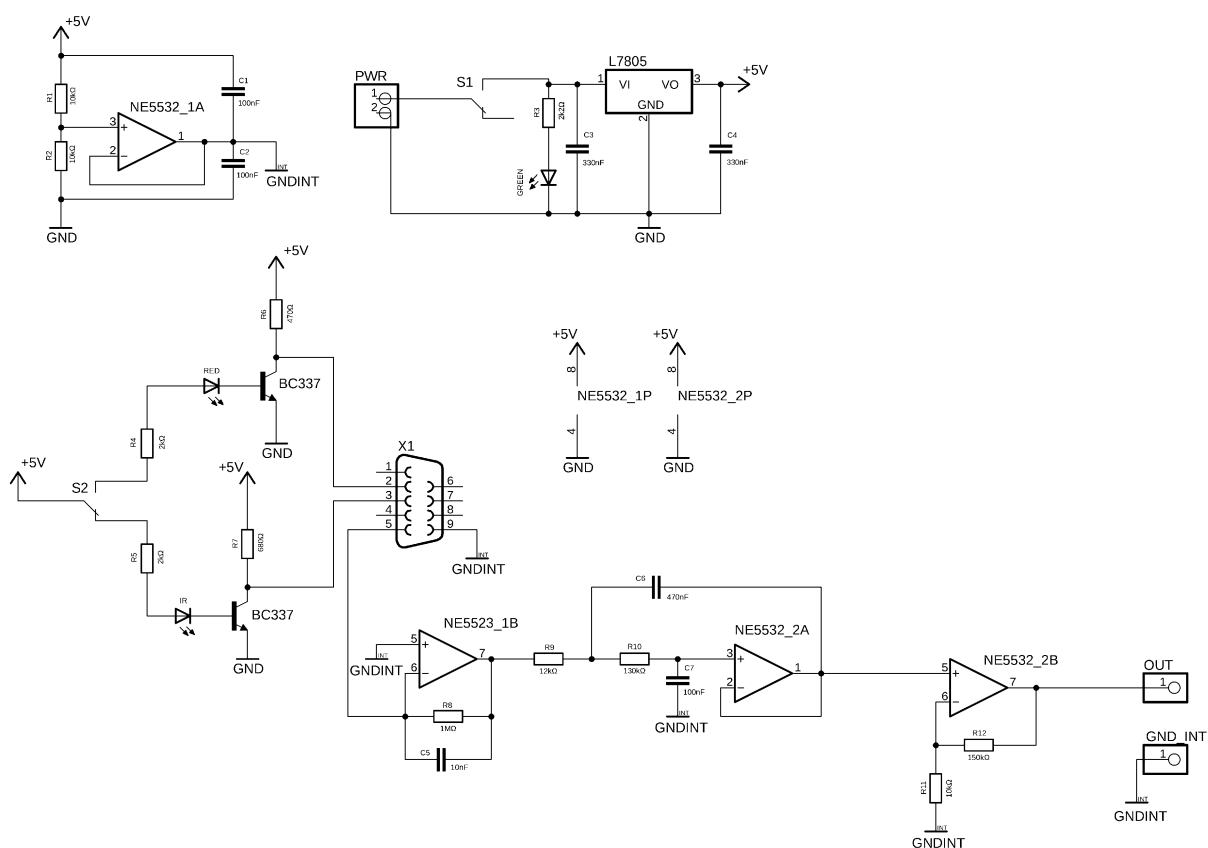 +5V
R1
10kΩ
R2
10kΩ
NE5532_1A
3
+
2
−
1
C1
100nF
C2
100nF
INT
GNDINT
GND
PWR
1
2
S1
R3
2k2Ω
GREEN
C3
330nF
L7805
1
VI
VO
3
GND
2
+5V
C4
330nF
GND
+5V
R6
470Ω
RED
BC337
GND
R4
2kΩ
+5V
S2
+5V
R7
680Ω
R5
2kΩ
IR
BC337
GND
+5V
8
NE5532_1P
4
GND
+5V
8
NE5532_2P
4
GND
X1
1
2
3
4
5
6
7
8
9
INT
GNDINT
NE5523_1B
5
+
6
−
7
INT
GNDINT
R8
1MΩ
C5
10nF
R9
12kΩ
C6
470nF
R10
130kΩ
C7
100nF
INT
GNDINT
NE5532_2A
3
+
2
−
1
NE5532_2B
5
+
6
−
7
R12
150kΩ
R11
10kΩ
INT
GNDINT
OUT
1
GND_INT
1
INT
GNDINT